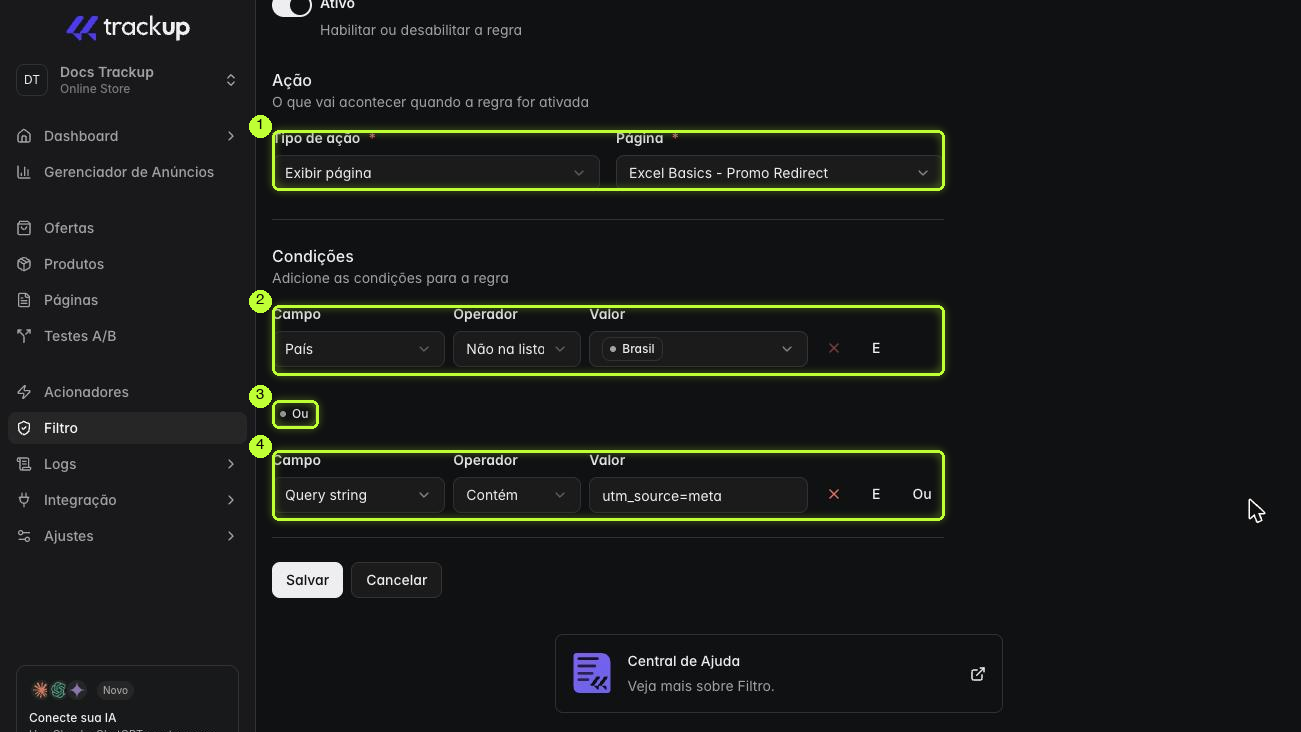 trackup
DT
Docs Trackup
Online Store
Dashboard
Gerenciador de Anúncios
Ofertas
Produtos
Páginas
Testes A/B
Acionadores
Filtro
Logs
Integração
Ajustes
Novo
Conecte sua IA
Ativo
Habilitar ou desabilitar a regra
Ação
O que vai acontecer quando a regra for ativada
1
Tipo de ação * Página *
Exibir página Excel Basics - Promo Redirect
Condições
Adicione as condições para a regra
2
Campo Operador Valor
País Não na lista Brasil E
3
Ou
4
Campo Operador Valor
Query string Contém utm_source=meta E Ou
Salvar Cancelar
Central de Ajuda
Veja mais sobre Filtro.